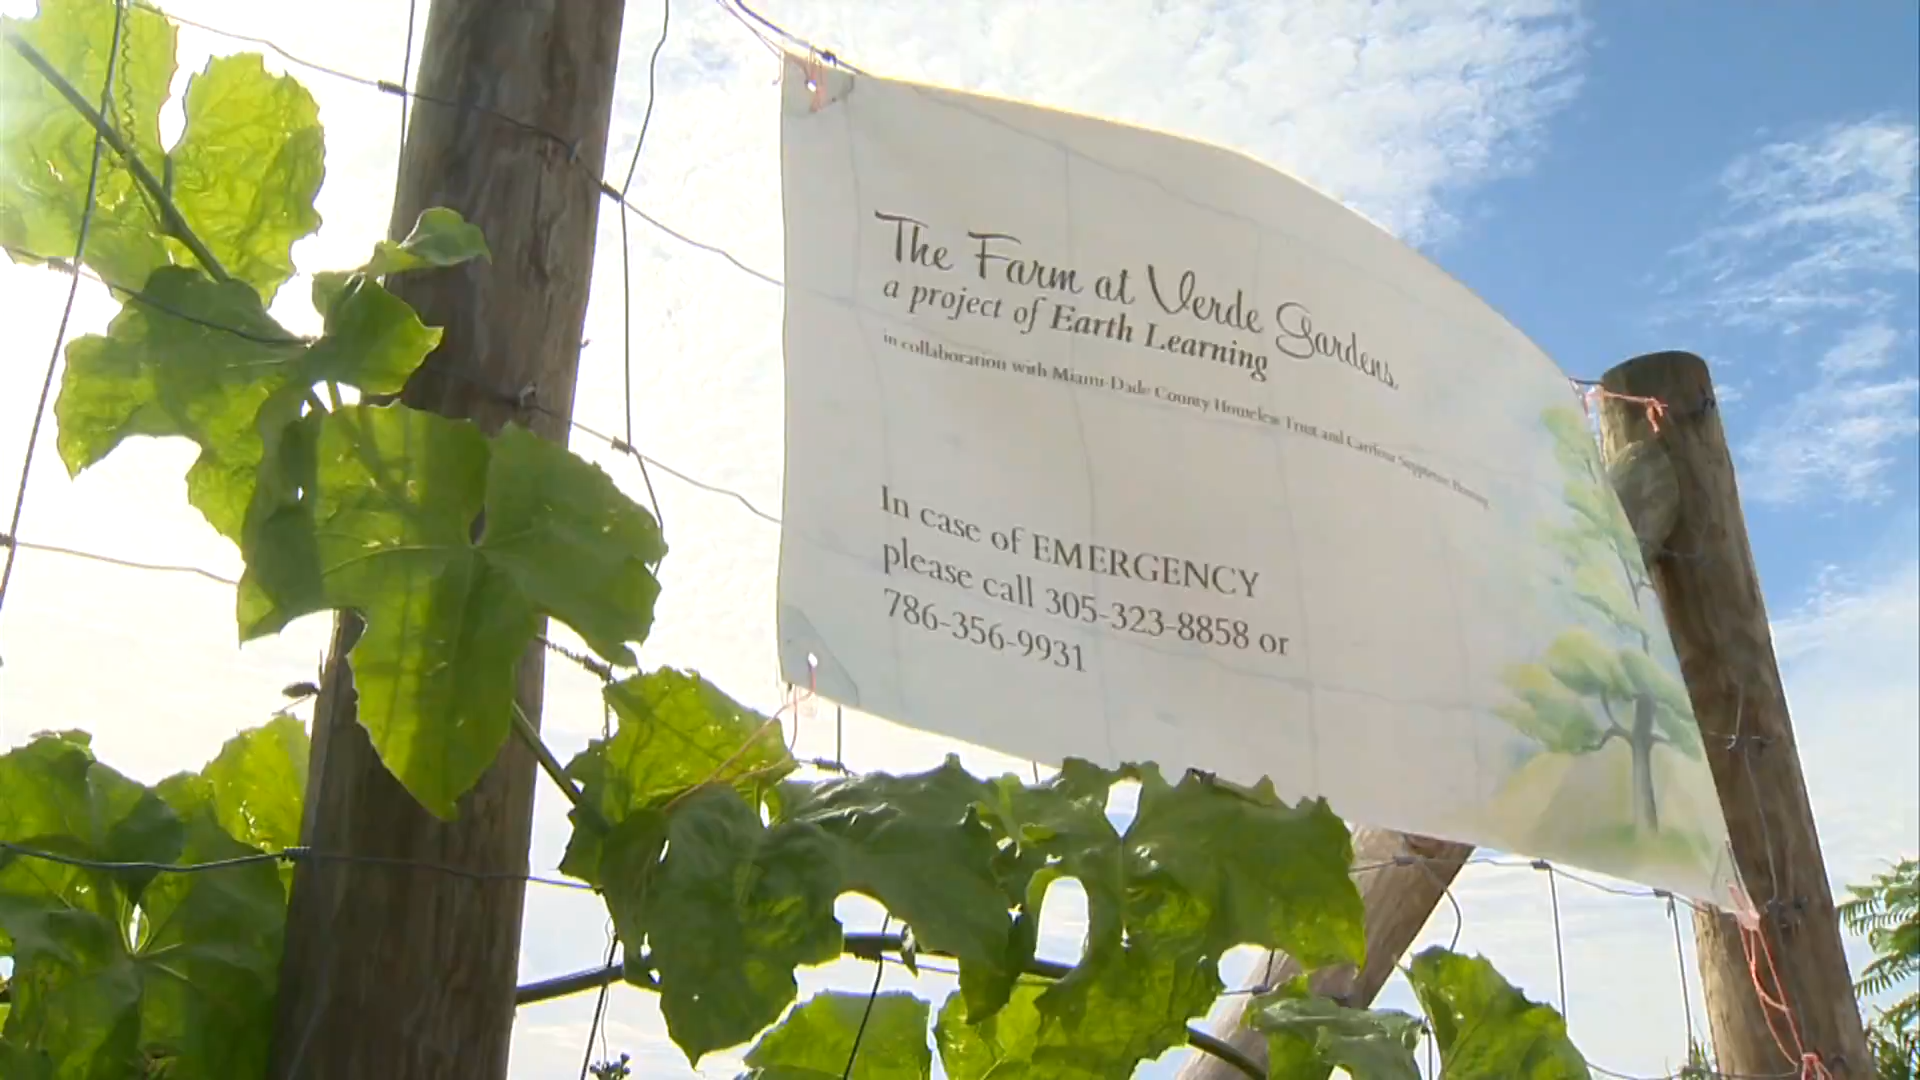 The Farm at Verde Gardens,
a project of Earth Learning
in collaboration with Miami-Dade County Homeless Trust and Carrfour Supportive Housing
In case of EMERGENCY
please call 305-323-8858 or
786-356-9931